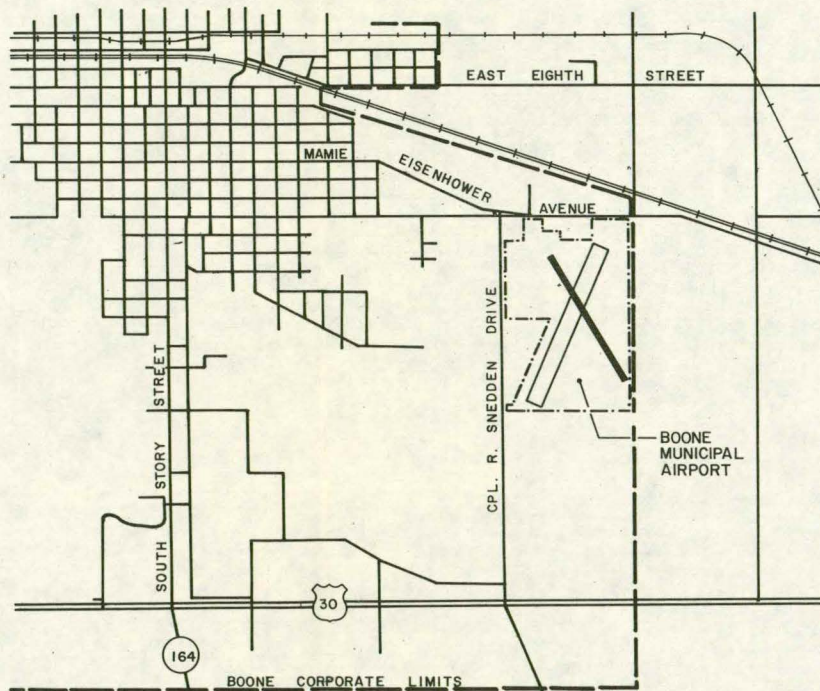 EAST EIGHTH STREET
MAMIE EISENHOWER AVENUE
CPL. R. SNEDDEN DRIVE
SOUTH STORY STREET
BOONE
MUNICIPAL
AIRPORT
30
164
BOONE CORPORATE LIMITS